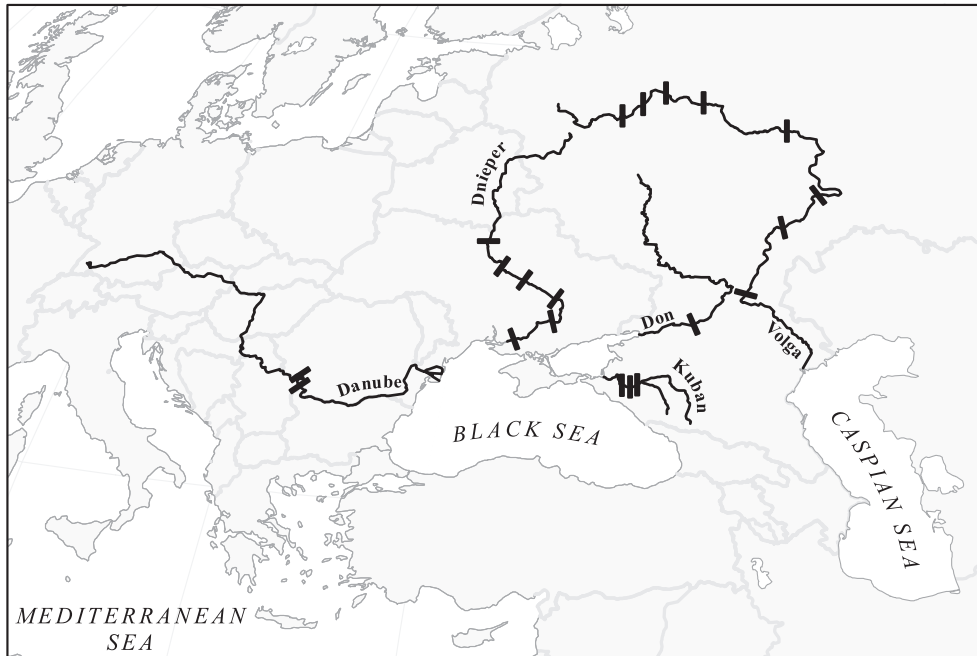 Dnieper
Don
Volga
Danube
Kuban
BLACK SEA
CASPIAN SEA
MEDITERRANEAN
SEA